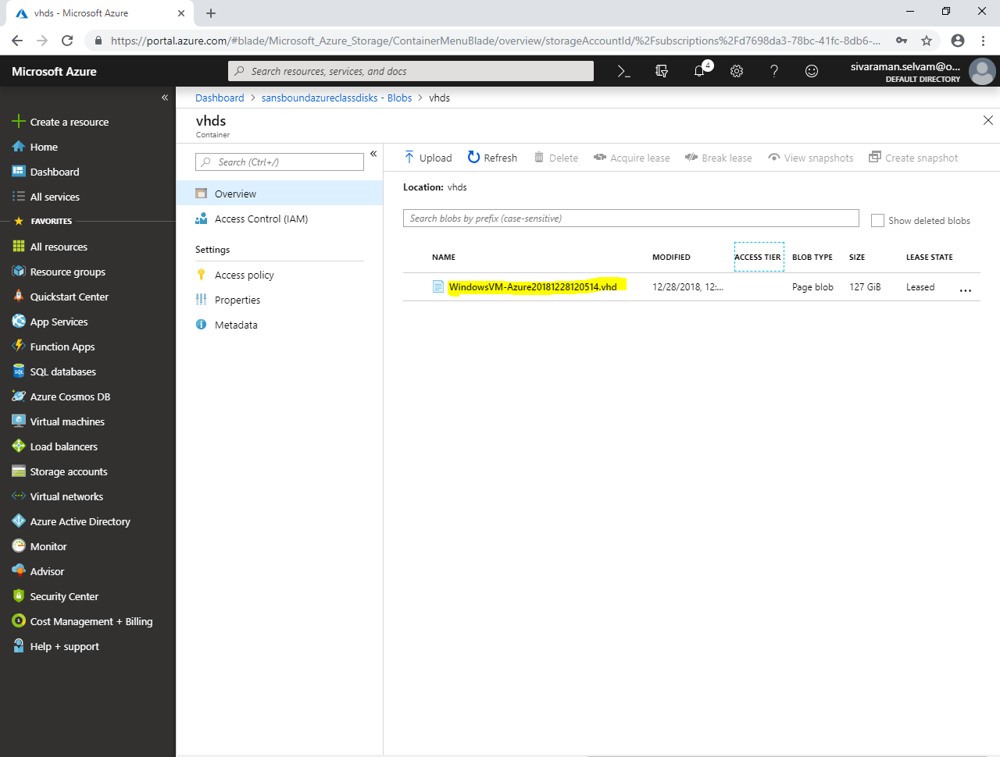 vhds - Microsoft Azure
https://portal.azure.com/#blade/Microsoft_Azure_Storage/ContainerMenuBlade/overview/storageAccountId/%2Fsubscriptions%2Fd7698da3-78bc-41fc-8db6-...
Microsoft Azure
Search resources, services, and docs
4
sivaraman.selvam@o...
DEFAULT DIRECTORY
Dashboard > sansboundazureclassdisks - Blobs > vhds
vhds
Container
Create a resource
Home
Dashboard
All services
FAVORITES
All resources
Resource groups
Quickstart Center
App Services
Function Apps
SQL databases
Azure Cosmos DB
Virtual machines
Load balancers
Storage accounts
Virtual networks
Azure Active Directory
Monitor
Advisor
Security Center
Cost Management + Billing
Help + support
Search (Ctrl+/)
Overview
Access Control (IAM)
Settings
Access policy
Properties
Metadata
Upload Refresh Delete Acquire lease Break lease View snapshots Create snapshot
Location: vhds
Search blobs by prefix (case-sensitive)
Show deleted blobs
NAME MODIFIED ACCESS TIER BLOB TYPE SIZE LEASE STATE
WindowsVM-Azure20181228120514.vhd 12/28/2018, 12:... Page blob 127 GiB Leased ...